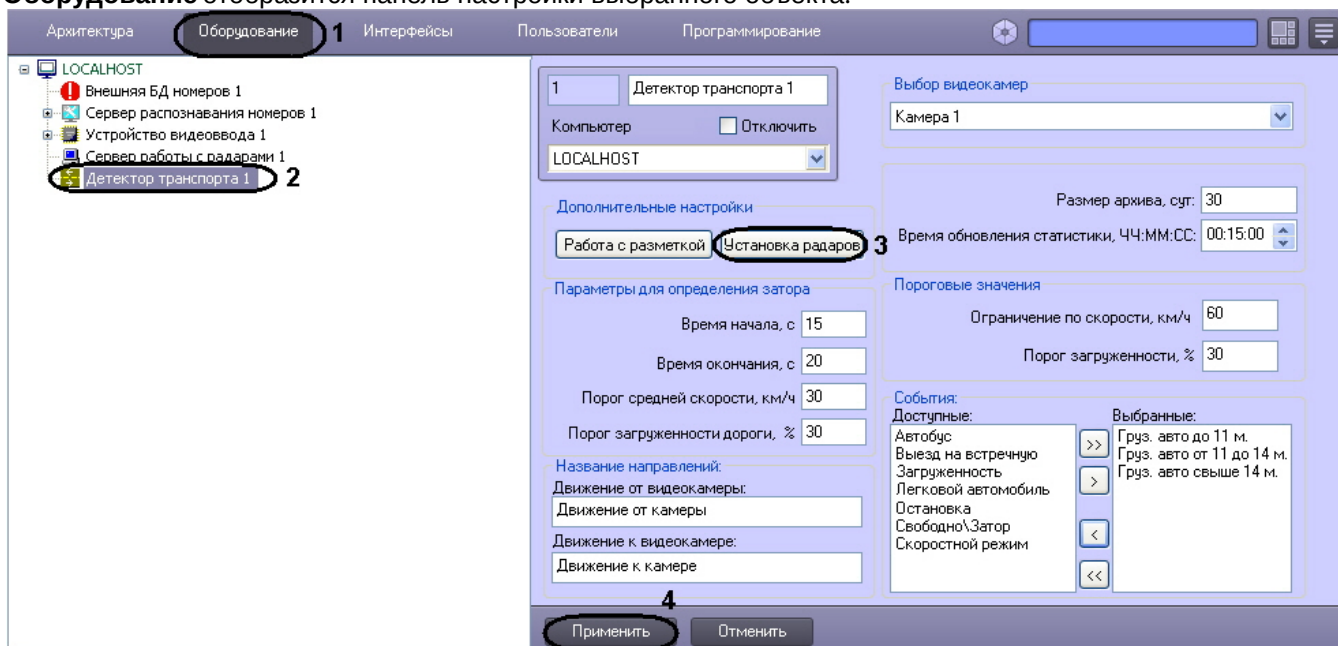 Оборудование отобразится панель настройки выбранного объекта.
Архитектура Оборудование 1 Интерфейсы Пользователи Программирование
LOCALHOST
Внешняя БД номеров 1
Сервер распознавания номеров 1
Устройство видеоввода 1
Сервер работы с радарами 1
Детектор транспорта 1 2
1 Детектор транспорта 1
Компьютер Отключить
LOCALHOST
Дополнительные настройки
Работа с разметкой Установка радаров 3
Параметры для определения затора
Время начала, с 15
Время окончания, с 20
Порог средней скорости, км/ч 30
Порог загруженности дороги, % 30
Название направлений:
Движение от видеокамеры:
Движение от камеры
Движение к видеокамере:
Движение к камере
Выбор видеокамер
Камера 1
Размер архива, сут: 30
Время обновления статистики, ЧЧ:ММ:СС: 00:15:00
Пороговые значения
Ограничение по скорости, км/ч 60
Порог загруженности, % 30
События:
Доступные:
Автобус
Выезд на встречную
Загруженность
Легковой автомобиль
Остановка
Свободно\Затор
Скоростной режим
>>
>
<
<<
Выбранные:
Груз. авто до 11 м.
Груз. авто от 11 до 14 м.
Груз. авто свыше 14 м.
4
Применить Отменить